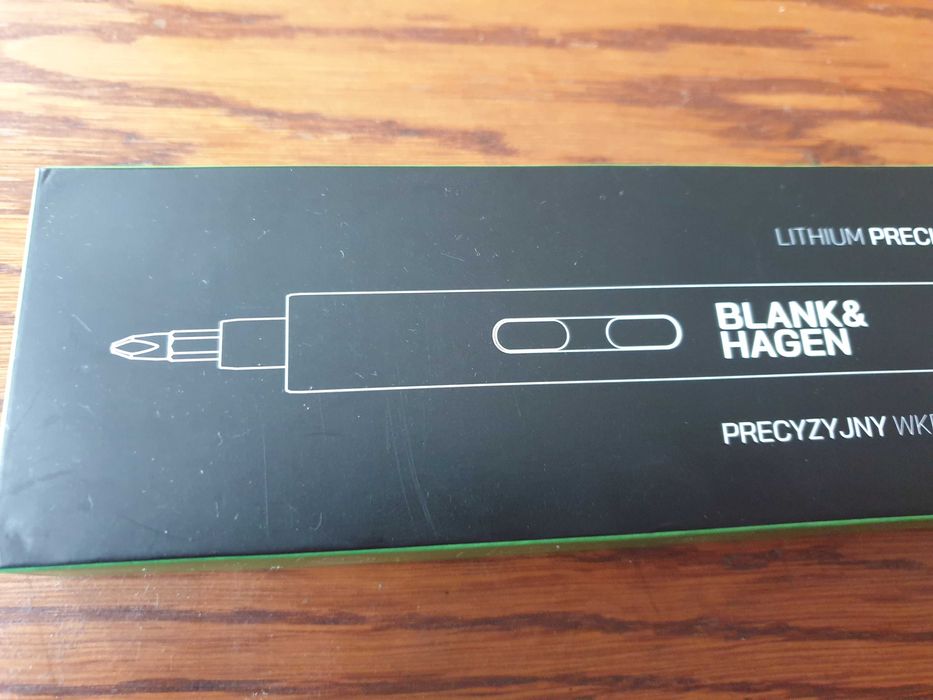 LITHIUM PRECI
BLANK&
HAGEN
PRECYZYJNY WK